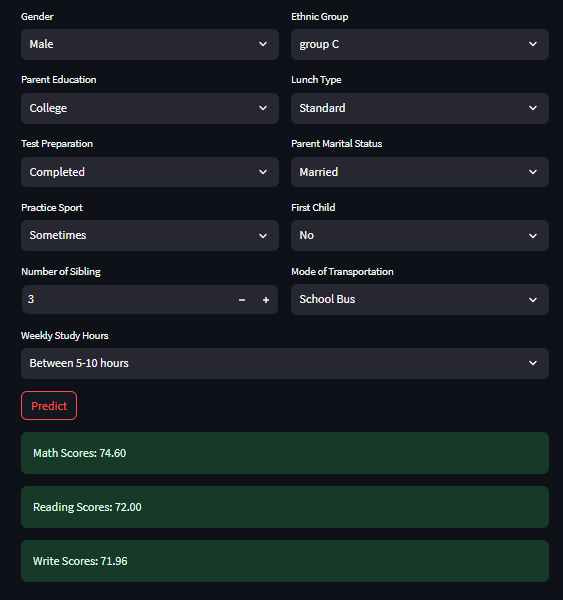 Gender
Ethnic Group
Male
group C
Parent Education
Lunch Type
College
Standard
Test Preparation
Parent Marital Status
Completed
Married
Practice Sport
First Child
Sometimes
No
Number of Sibling
Mode of Transportation
3
School Bus
Weekly Study Hours
Between 5-10 hours
Predict
Math Scores: 74.60
Reading Scores: 72.00
Write Scores: 71.96